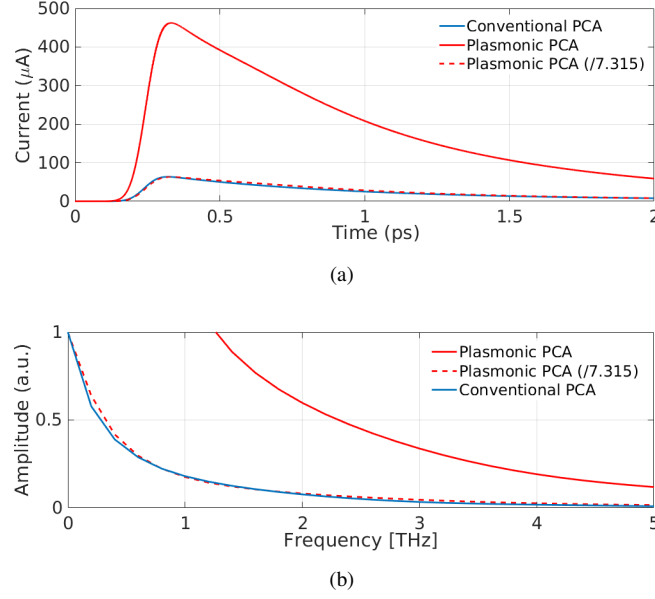 500
400
300
200
100
0
Current (μA)
Conventional PCA
Plasmonic PCA
Plasmonic PCA (/7.315)
0 0.5 1 1.5 2
Time (ps)
(a)
1
0.5
0
Amplitude (a.u.)
Plasmonic PCA
Plasmonic PCA (/7.315)
Conventional PCA
0 1 2 3 4 5
Frequency [THz]
(b)